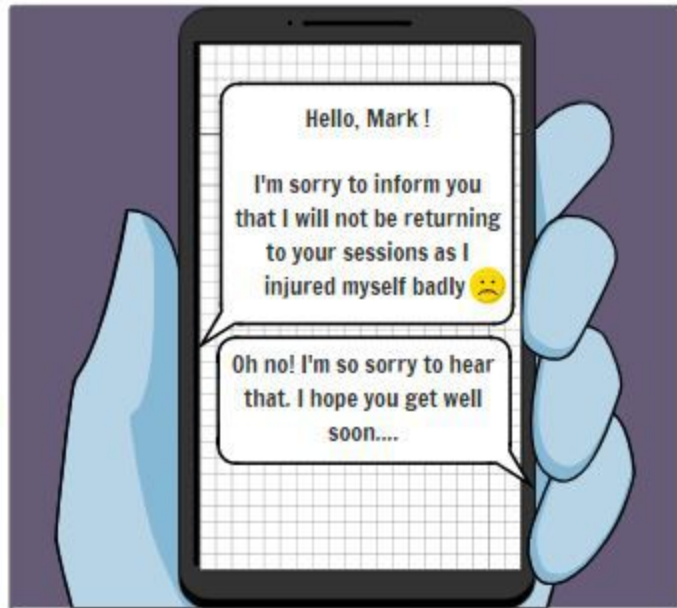 Hello, Mark !
I'm sorry to inform you
that I will not be returning
to your sessions as I
injured myself badly
Oh no! I'm so sorry to hear
that. I hope you get well
soon....